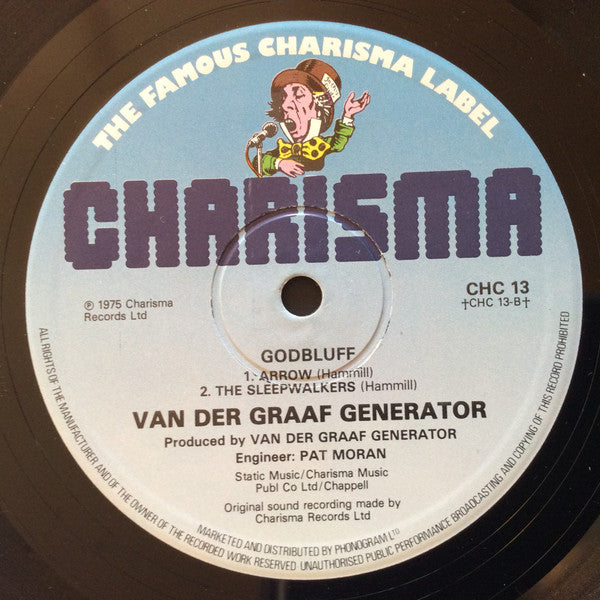 THE FAMOUS CHARISMA LABEL
CHARISMA
℗ 1975 Charisma
Records Ltd
CHC 13
†CHC 13-B†
GODBLUFF
1. ARROW (Hammill)
2. THE SLEEPWALKERS (Hammill)
VAN DER GRAAF GENERATOR
Produced by VAN DER GRAAF GENERATOR
Engineer: PAT MORAN
Static Music/Charisma Music
Publ Co Ltd/Chappell
Original sound recording made by
Charisma Records Ltd
MARKETED AND DISTRIBUTED BY PHONOGRAM LTD
ALL RIGHTS OF THE MANUFACTURER AND OF THE OWNER OF THE RECORDED WORK RESERVED UNAUTHORISED PUBLIC PERFORMANCE BROADCASTING AND COPYING OF THIS RECORD PROHIBITED